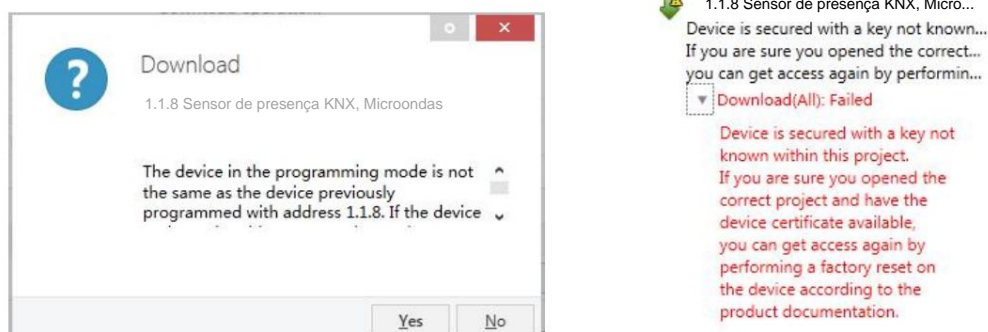 Download
1.1.8 Sensor de presença KNX, Microondas
The device in the programming mode is not
the same as the device previously
programmed with address 1.1.8. If the device
Yes
No
1.1.8 Sensor de presença KNX, Micro...
Device is secured with a key not known...
If you are sure you opened the correct...
you can get access again by performin...
Download(All): Failed
Device is secured with a key not
known within this project.
If you are sure you opened the
correct project and have the
device certificate available,
you can get access again by
performing a factory reset on
the device according to the
product documentation.